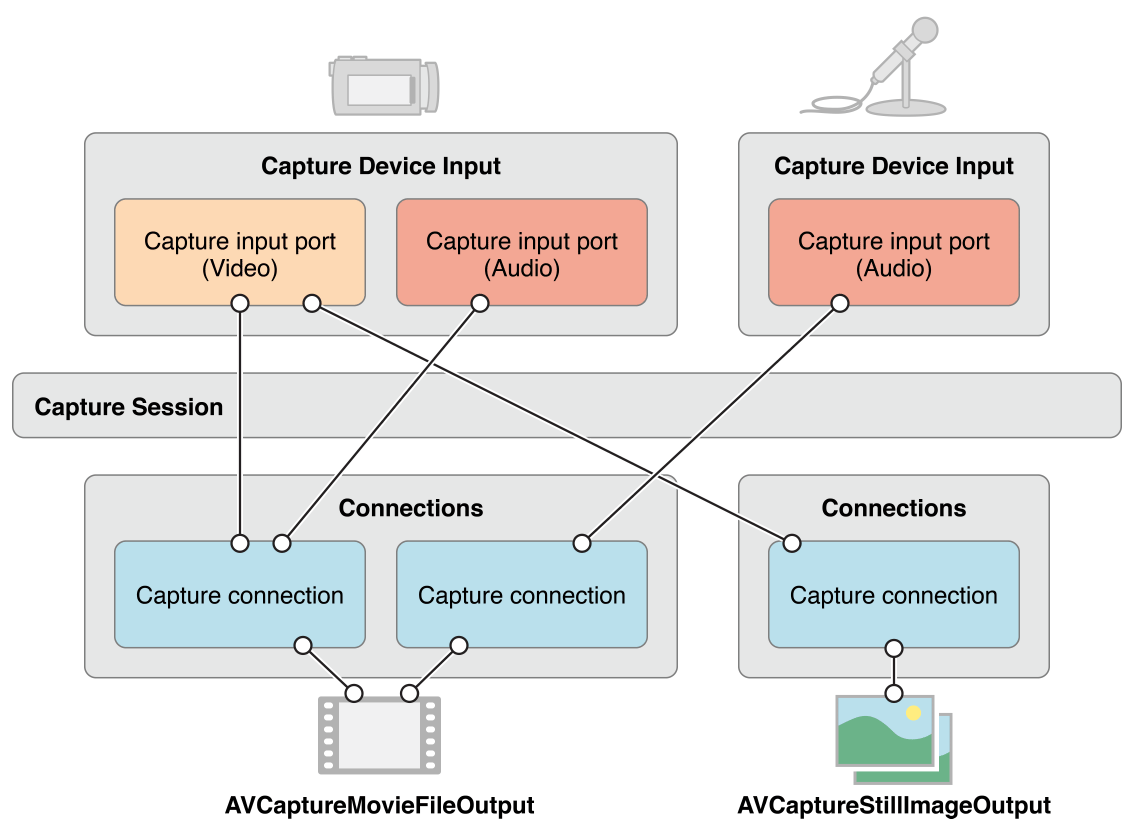 Capture Device Input
Capture Device Input
Capture input port
(Video)
Capture input port
(Audio)
Capture input port
(Audio)
Capture Session
Connections
Connections
Capture connection
Capture connection
Capture connection
AVCaptureMovieFileOutput
AVCaptureStillImageOutput